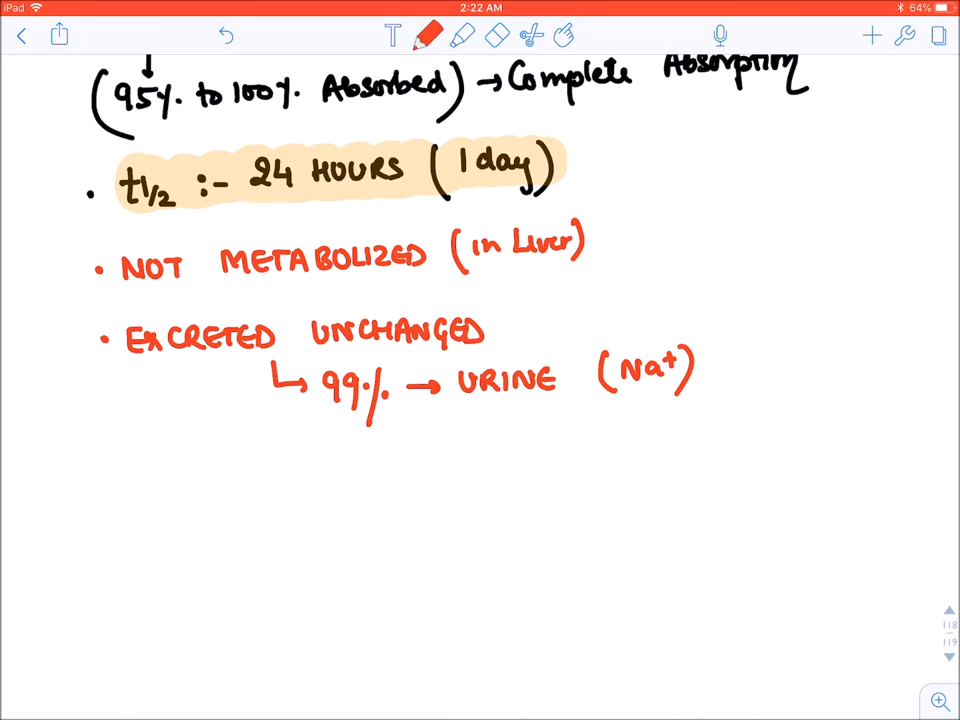 iPad 2:22 AM 64%
T
(95%. to 100%. Absorbed) → Complete Absorption
• t1/2 :- 24 HOURS (1 day)
• NOT METABOLIZED (in Liver)
• EXCRETED UNCHANGED
↳ 99% → URINE (Na+)
118
119